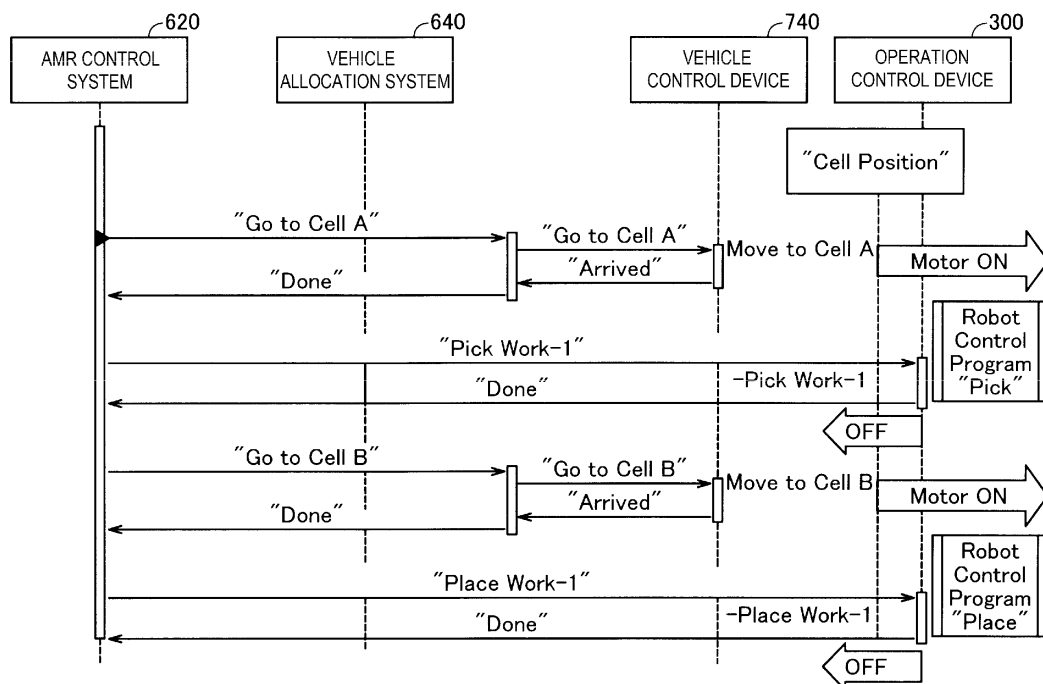 620
640
740
300
AMR CONTROL
SYSTEM
VEHICLE
ALLOCATION SYSTEM
VEHICLE
CONTROL DEVICE
OPERATION
CONTROL DEVICE
"Cell Position"
"Go to Cell A"
"Go to Cell A"
Move to Cell A
Motor ON
"Arrived"
"Done"
Robot
Control
Program
"Pick"
"Pick Work-1"
-Pick Work-1
"Done"
OFF
"Go to Cell B"
"Go to Cell B"
Move to Cell B
Motor ON
"Arrived"
"Done"
Robot
Control
Program
"Place"
"Place Work-1"
-Place Work-1
"Done"
OFF